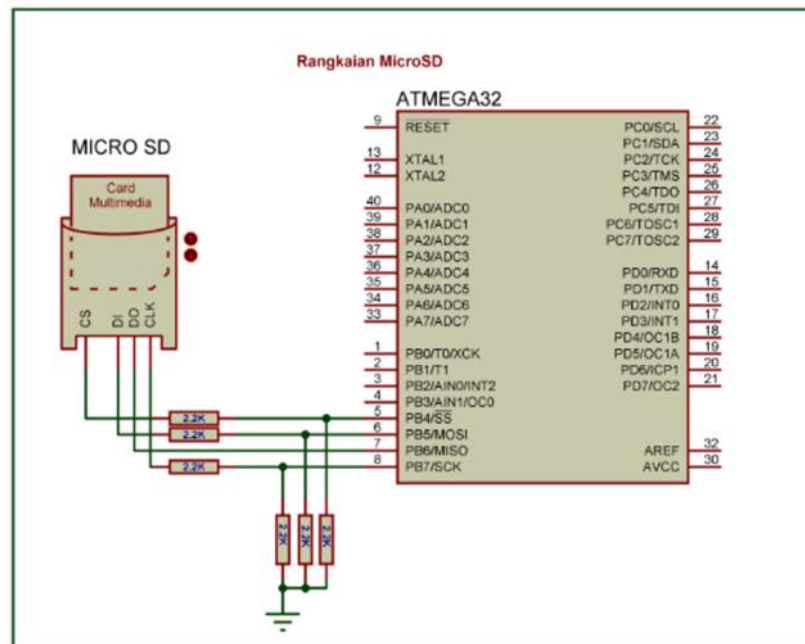 Rangkaian MicroSD
MICRO SD
Card
Multimedia
CS
DI
DO
CLK
2.2K
2.2K
2.2K
2.2K
2.2K
2.2K
ATMEGA32
9 RESET
13 XTAL1
12 XTAL2
40 PA0/ADC0
39 PA1/ADC1
38 PA2/ADC2
37 PA3/ADC3
36 PA4/ADC4
35 PA5/ADC5
34 PA6/ADC6
33 PA7/ADC7
1 PB0/T0/XCK
2 PB1/T1
3 PB2/AIN0/INT2
4 PB3/AIN1/OC0
5 PB4/SS
6 PB5/MOSI
7 PB6/MISO
8 PB7/SCK
PC0/SCL 22
PC1/SDA 23
PC2/TCK 24
PC3/TMS 25
PC4/TDO 26
PC5/TDI 27
PC6/TOSC1 28
PC7/TOSC2 29
PD0/RXD 14
PD1/TXD 15
PD2/INT0 16
PD3/INT1 17
PD4/OC1B 18
PD5/OC1A 19
PD6/ICP1 20
PD7/OC2 21
AREF 32
AVCC 30